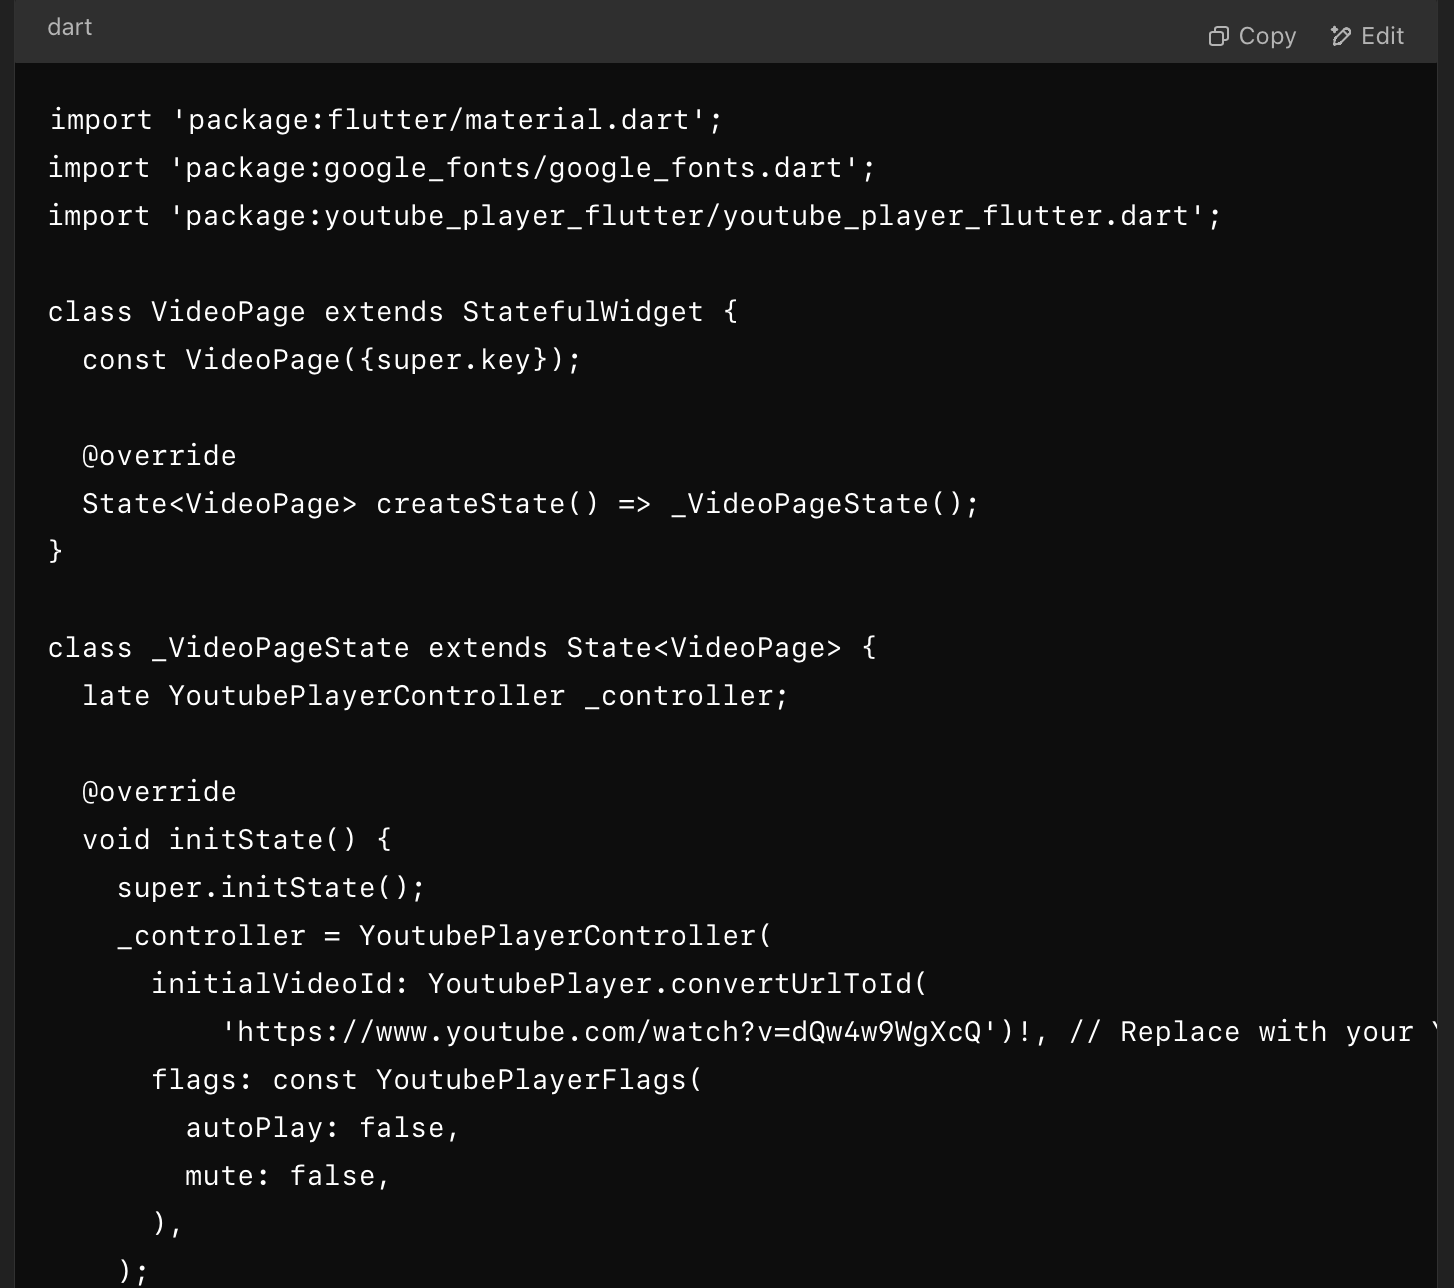 dart
Copy Edit
import 'package:flutter/material.dart';
import 'package:google_fonts/google_fonts.dart';
import 'package:youtube_player_flutter/youtube_player_flutter.dart';
class VideoPage extends StatefulWidget {
const VideoPage({super.key});
@override
State<VideoPage> createState() => _VideoPageState();
}
class _VideoPageState extends State<VideoPage> {
late YoutubePlayerController _controller;
@override
void initState() {
super.initState();
_controller = YoutubePlayerController(
initialVideoId: YoutubePlayer.convertUrlToId(
'https://www.youtube.com/watch?v=dQw4w9WgXcQ')!, // Replace with your
flags: const YoutubePlayerFlags(
autoPlay: false,
mute: false,
),
);